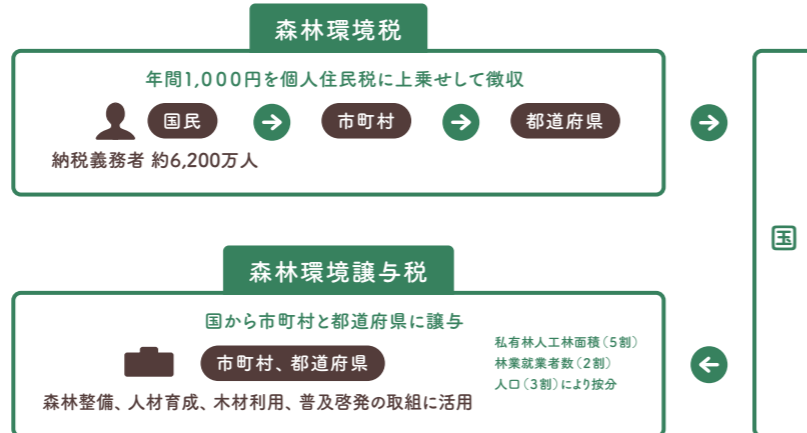 森林環境税
年間1,000円を個人住民税に上乗せして徴収
国民 市町村 都道府県
納税義務者 約6,200万人
国
森林環境譲与税
国から市町村と都道府県に譲与
市町村、都道府県
私有林人工林面積（5割）
林業就業者数（2割）
人口（3割）により按分
森林整備、人材育成、木材利用、普及啓発の取組に活用